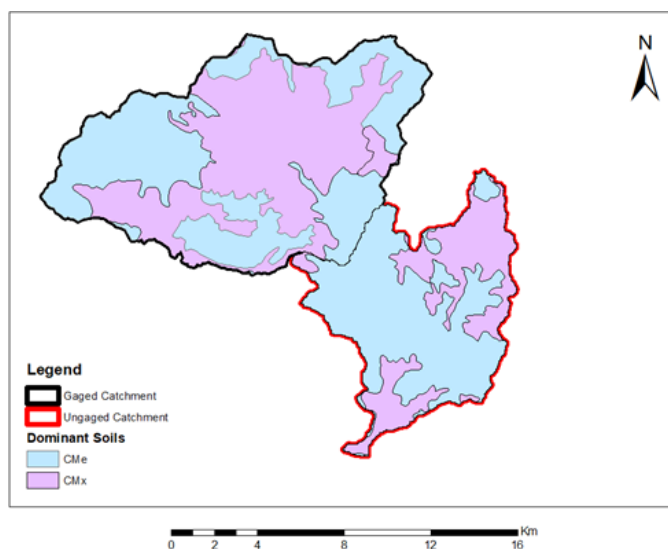 N
Legend
Gaged Catchment
Ungaged Catchment
Dominant Soils
CMe
CMx
Km
0 2 4 8 12 16